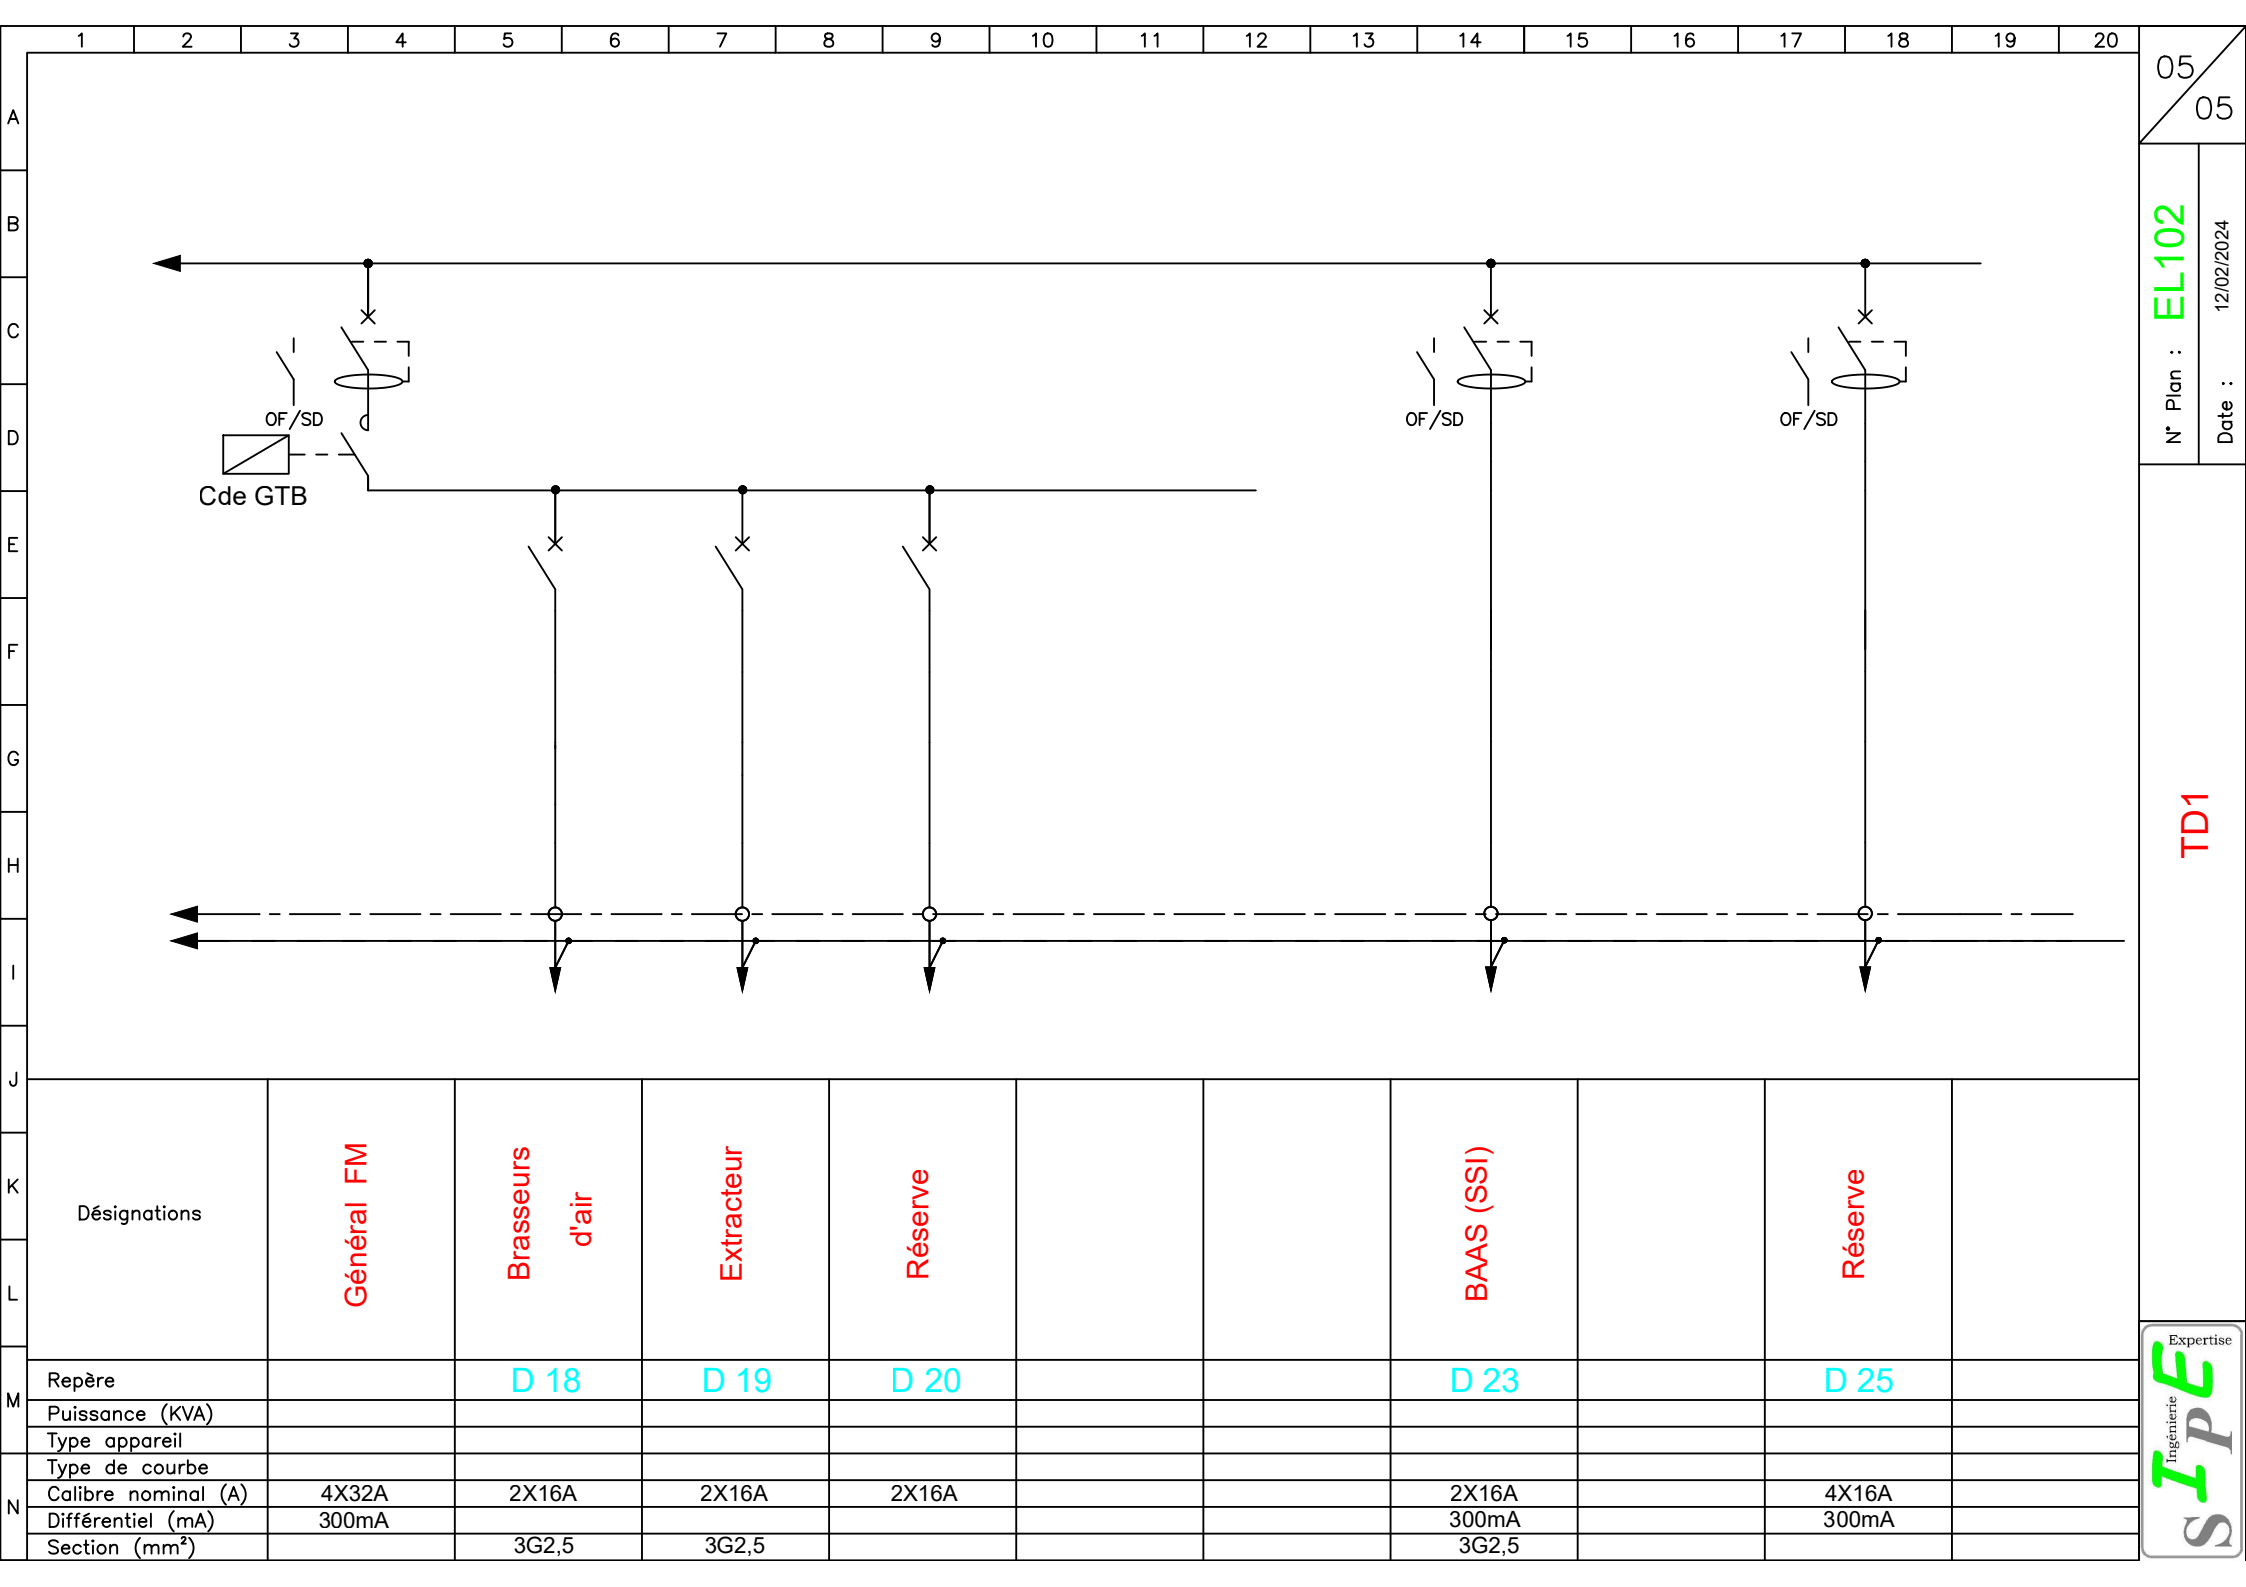 1 2 3 4 5 6 7 8 9 10 11 12 13 14 15 16 17 18 19 20
05
05
A
B
C
D
E
F
G
H
I
J
K
L
M
N
N° Plan : EL102
Date : 12/02/2024
TD1
OF/SD
Cde GTB
OF/SD
OF/SD
Désignations
Général FM
Brasseurs
d'air
Extracteur
Réserve
BAAS (SSI)
Réserve
Repère D 18 D 19 D 20 D 23 D 25
Puissance (KVA)
Type appareil
Type de courbe
Calibre nominal (A) 4X32A 2X16A 2X16A 2X16A 2X16A 4X16A
Différentiel (mA) 300mA 300mA 300mA
Section (mm²) 3G2,5 3G2,5 3G2,5
S I P E
Ingénierie
Expertise